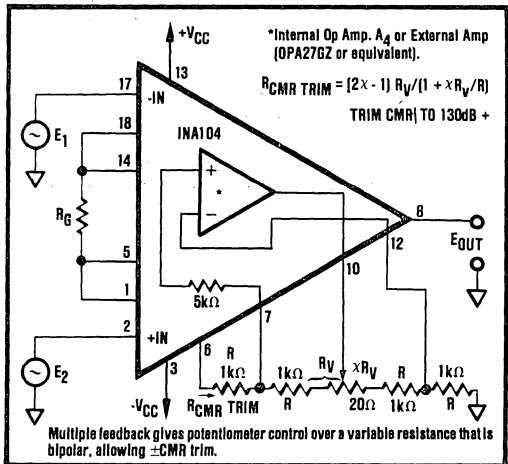 +VCC
*Internal Op Amp. A4 or External Amp
(OPA27GZ or equivalent).
RCMR TRIM = (2x - 1) RV/(1 + xRV/R)
TRIM CMR TO 130dB +
13
17
-IN
18
INA104
E1
14
+
*
-
RG
8
12
EOUT
5
10
1
5kΩ
7
2
+IN
6
R
1kΩ
1kΩ
R
RV
xRV
20Ω
R
1kΩ
1kΩ
R
E2
3
-VCC
RCMR TRIM
Multiple feedback gives potentiometer control over a variable resistance that is
bipolar, allowing ±CMR trim.